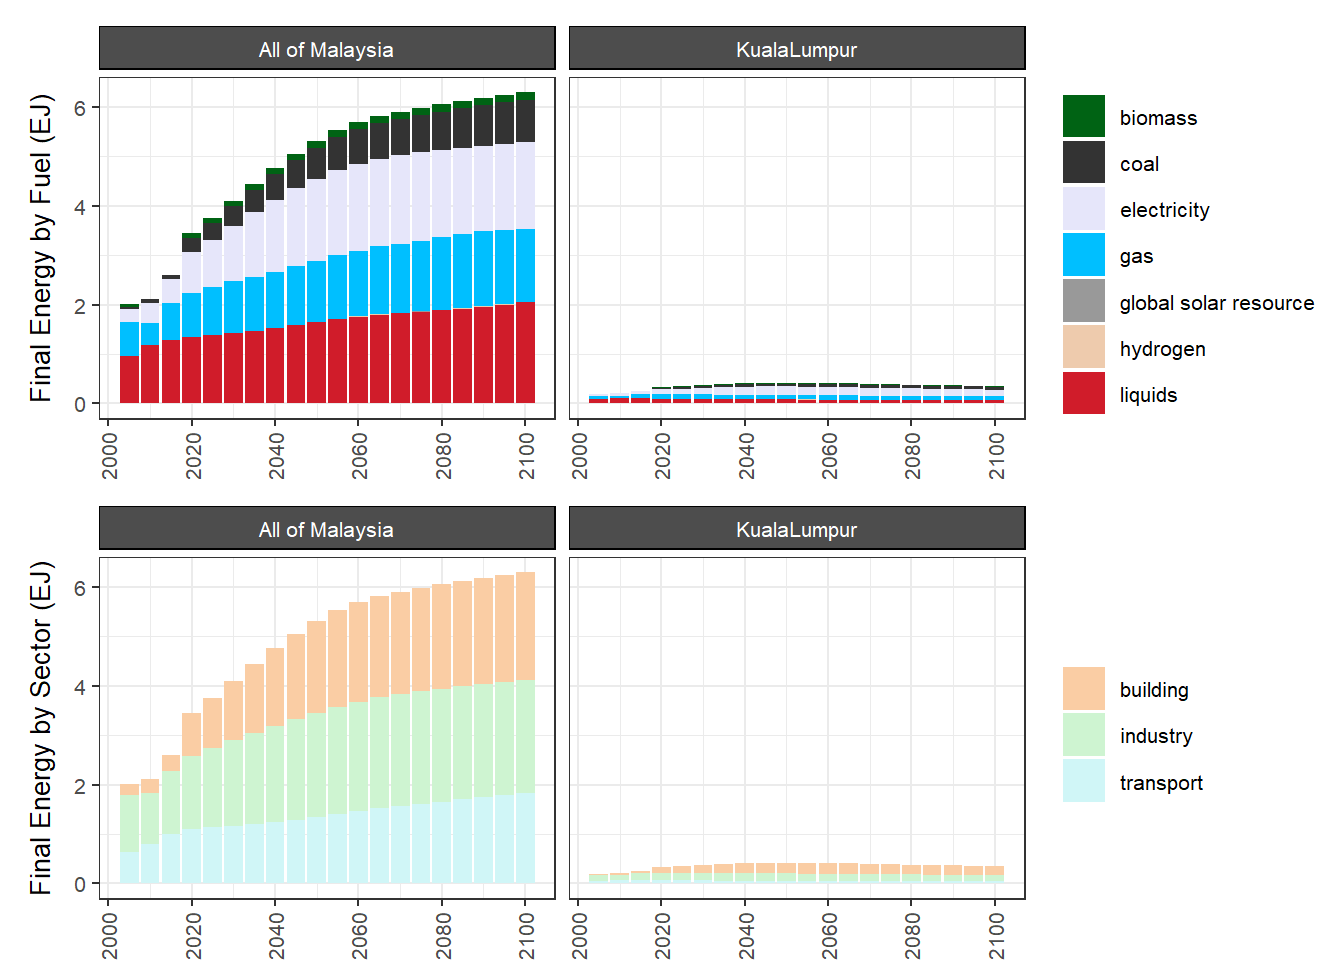 All of Malaysia
KualaLumpur
Final Energy by Fuel (EJ)
6
4
2
0
2000
2020
2040
2060
2080
2100
2000
2020
2040
2060
2080
2100
biomass
coal
electricity
gas
global solar resource
hydrogen
liquids
All of Malaysia
KualaLumpur
Final Energy by Sector (EJ)
6
4
2
0
2000
2020
2040
2060
2080
2100
2000
2020
2040
2060
2080
2100
building
industry
transport